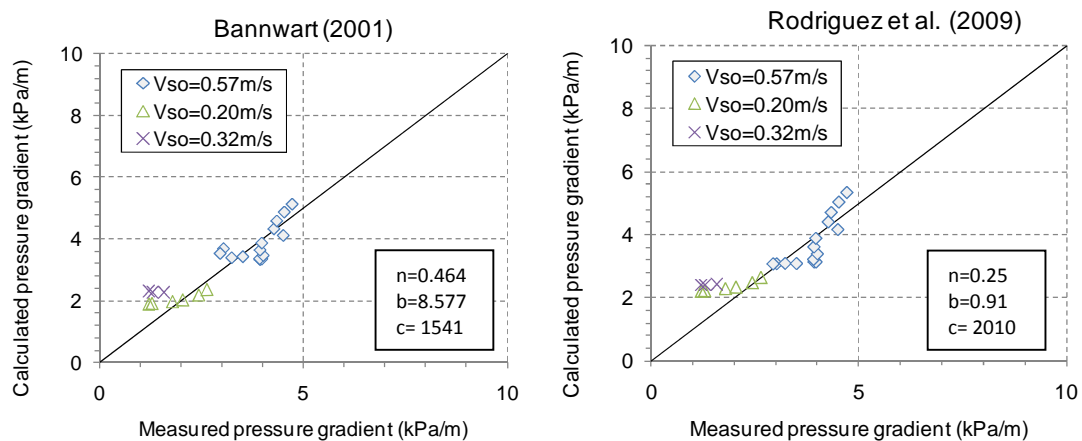 Bannwart (2001)
Calculated pressure gradient (kPa/m)
10
8
6
4
2
0
Vso=0.57m/s
Vso=0.20m/s
Vso=0.32m/s
n=0.464
b=8.577
c= 1541
0 5 10
Measured pressure gradient (kPa/m)
Rodriguez et al. (2009)
Calculated pressure gradient (kPa/m)
10
8
6
4
2
0
Vso=0.57m/s
Vso=0.20m/s
Vso=0.32m/s
n=0.25
b=0.91
c= 2010
0 5 10
Measured pressure gradient (kPa/m)